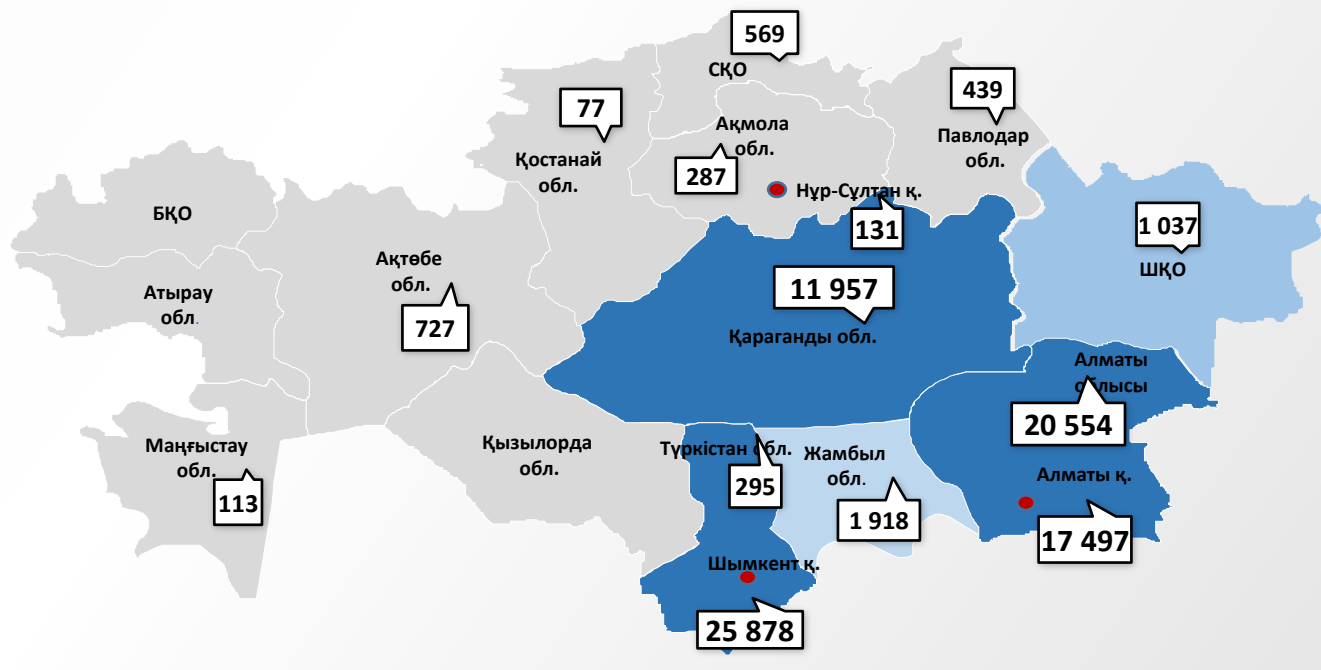 569
СҚО
439
77
Ақмола
обл.
Павлодар
обл.
Қостанай
обл.
287
Нұр-Сұлтан қ.
131
БҚО
1 037
ШҚО
Ақтөбе
обл.
11 957
Атырау
обл.
727
Қараганды обл.
Алматы
облысы
20 554
Маңғыстау
обл.
113
Қызылорда
обл.
Түркістан обл.
295
Жамбыл
обл.
1 918
Алматы қ.
17 497
Шымкент қ.
25 878